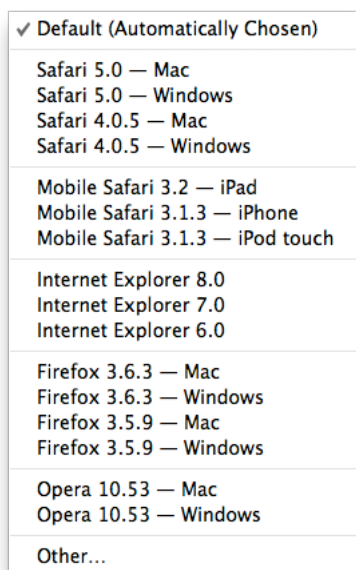 ✓ Default (Automatically Chosen)
Safari 5.0 — Mac
Safari 5.0 — Windows
Safari 4.0.5 — Mac
Safari 4.0.5 — Windows
Mobile Safari 3.2 — iPad
Mobile Safari 3.1.3 — iPhone
Mobile Safari 3.1.3 — iPod touch
Internet Explorer 8.0
Internet Explorer 7.0
Internet Explorer 6.0
Firefox 3.6.3 — Mac
Firefox 3.6.3 — Windows
Firefox 3.5.9 — Mac
Firefox 3.5.9 — Windows
Opera 10.53 — Mac
Opera 10.53 — Windows
Other...